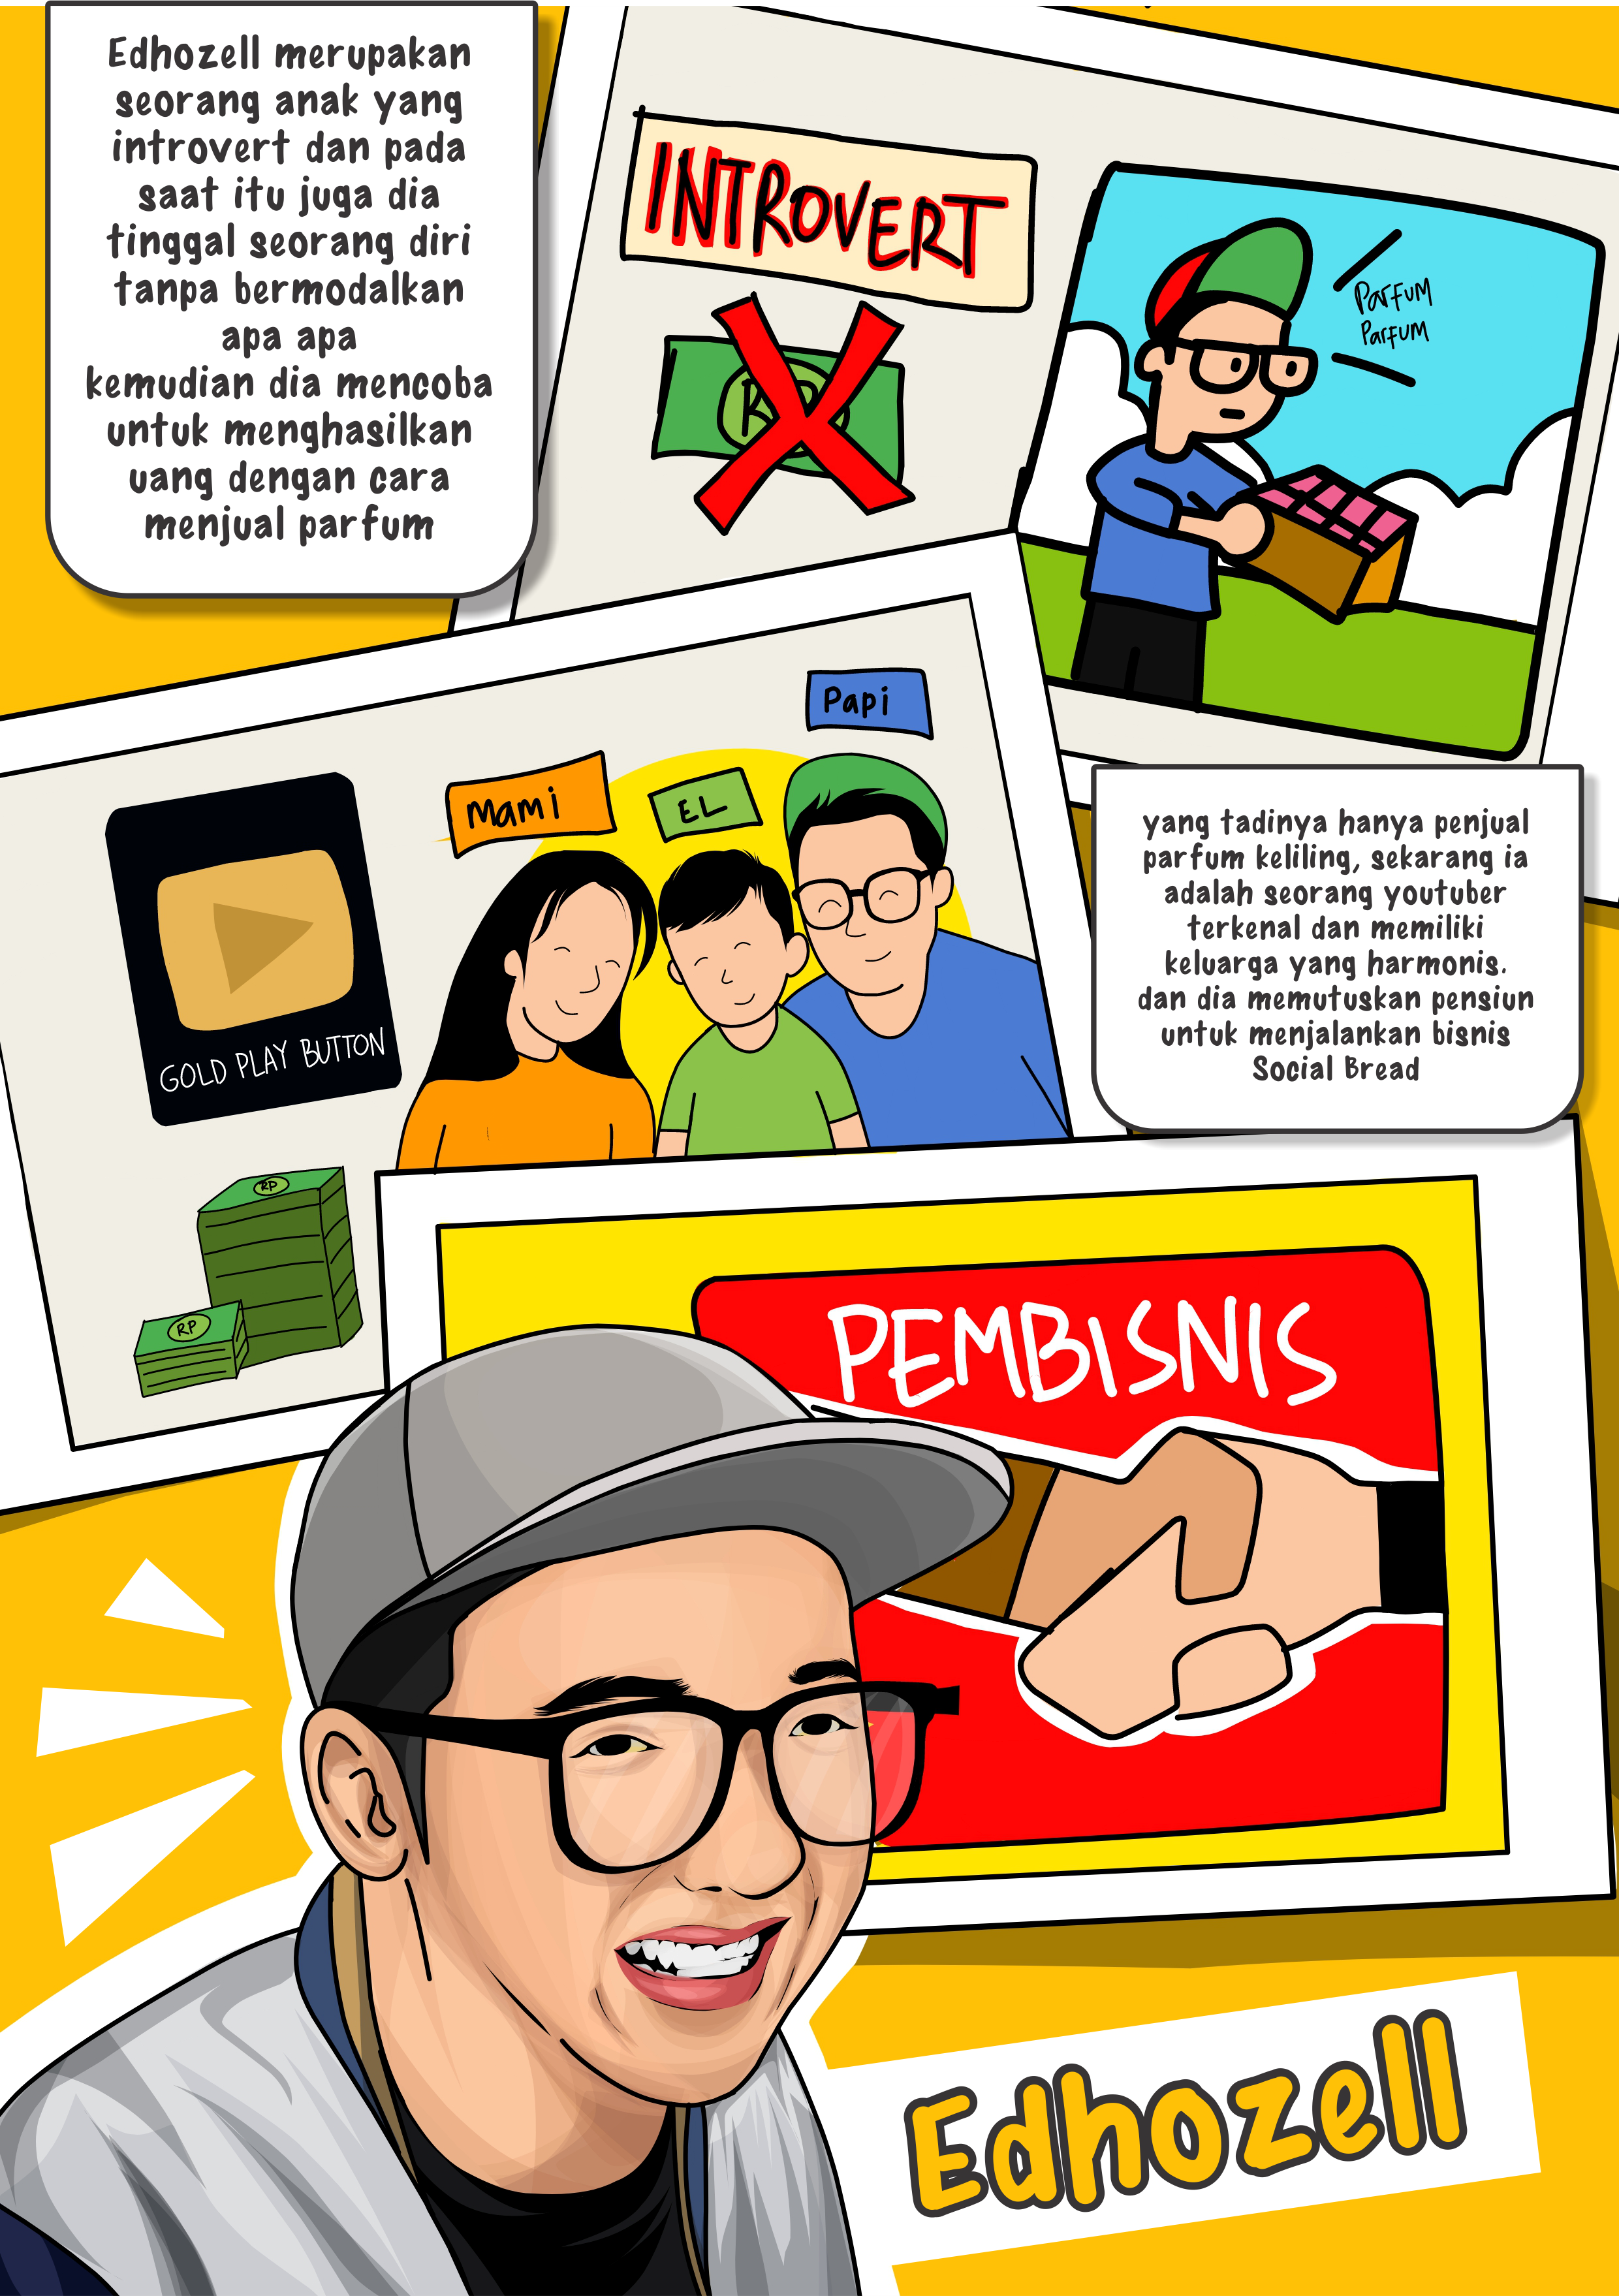 Edhozell merupakan
seorang anak yang
introvert dan pada
saat itu juga dia
tinggal seorang diri
tanpa bermodalkan
apa apa
kemudian dia mencoba
untuk menghasilkan
uang dengan cara
menjual parfum
INTROVERT
RP
Parfum
Parfum
Papi
Mami
EL
GOLD PLAY BUTTON
RP
RP
yang tadinya hanya penjual
parfum keliling, sekarang ia
adalah seorang youtuber
terkenal dan memiliki
keluarga yang harmonis.
dan dia memutuskan pensiun
untuk menjalankan bisnis
Social Bread
PEMBISNIS
Edhozell